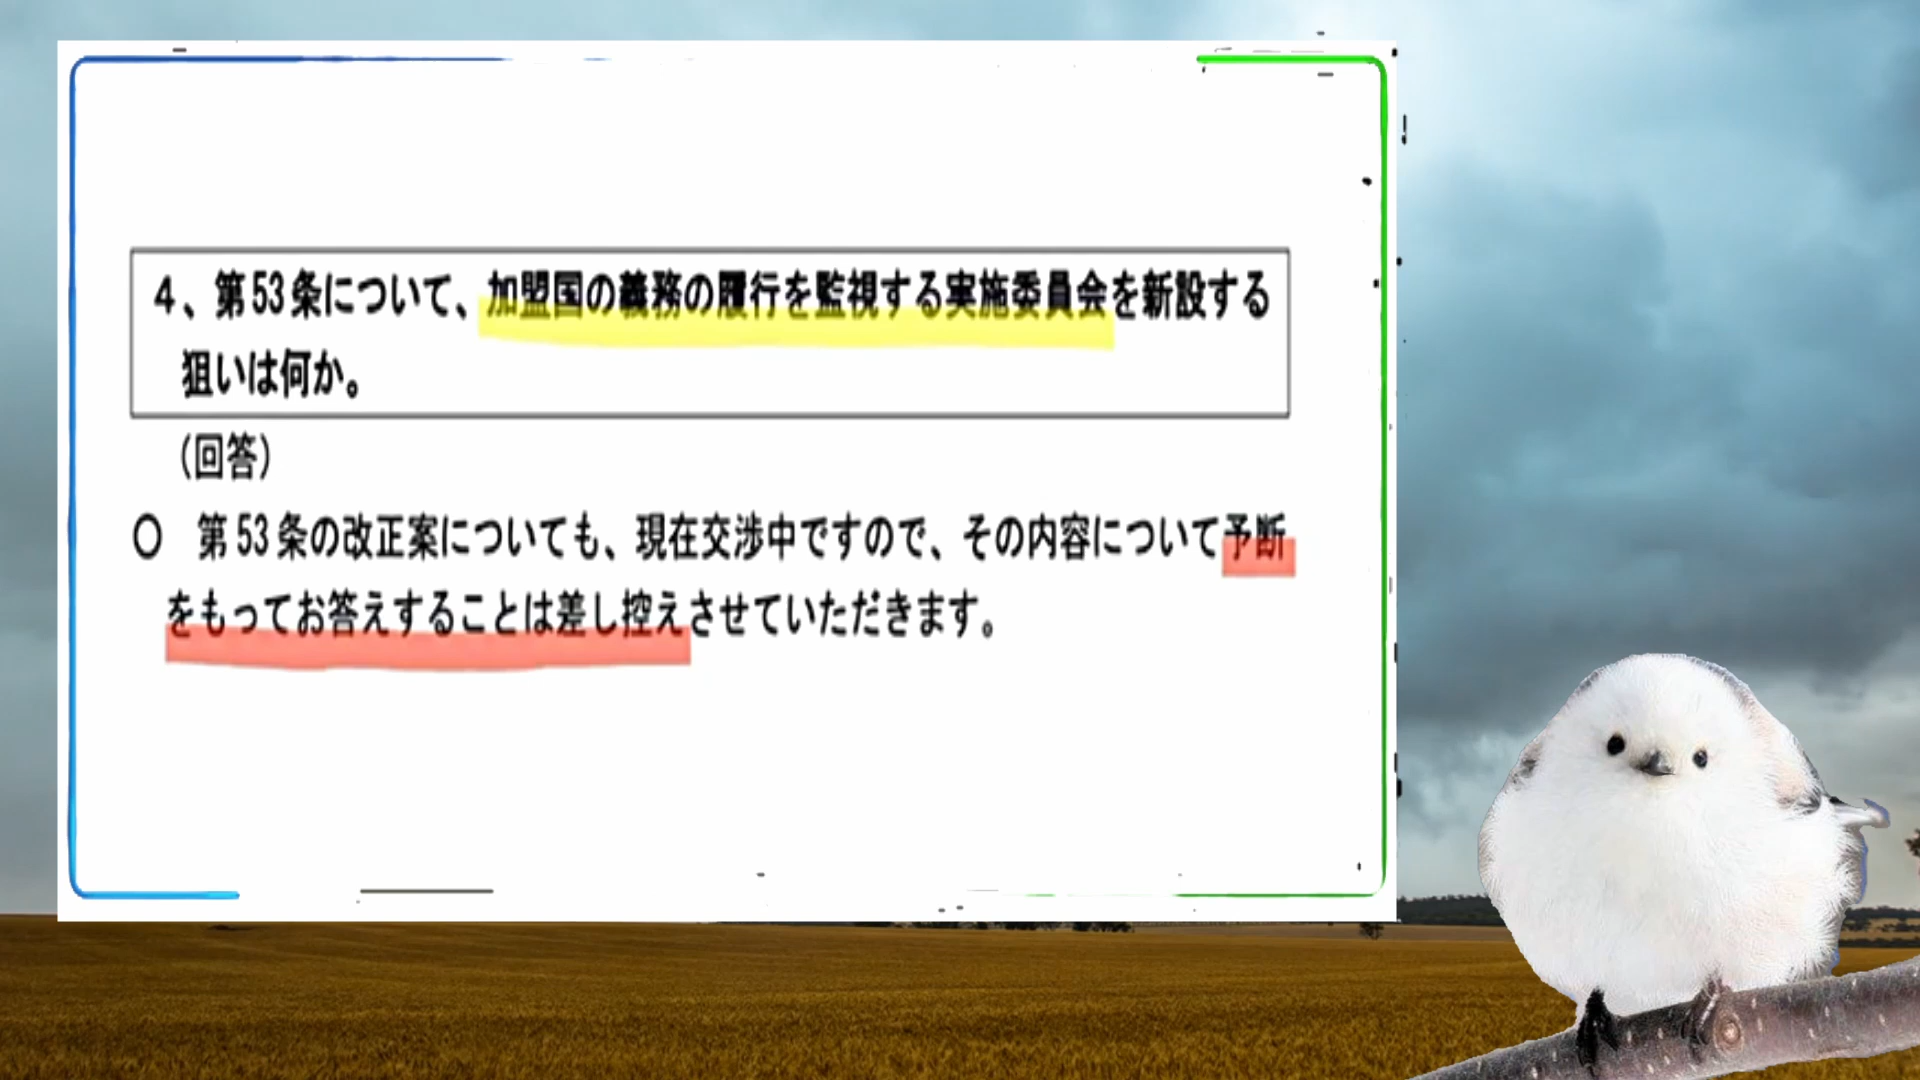 ４、第53条について、加盟国の義務の履行を監視する実施委員会を新設する
狙いは何か。
（回答）
○　第53条の改正案についても、現在交渉中ですので、その内容について予断
をもってお答えすることは差し控えさせていただきます。